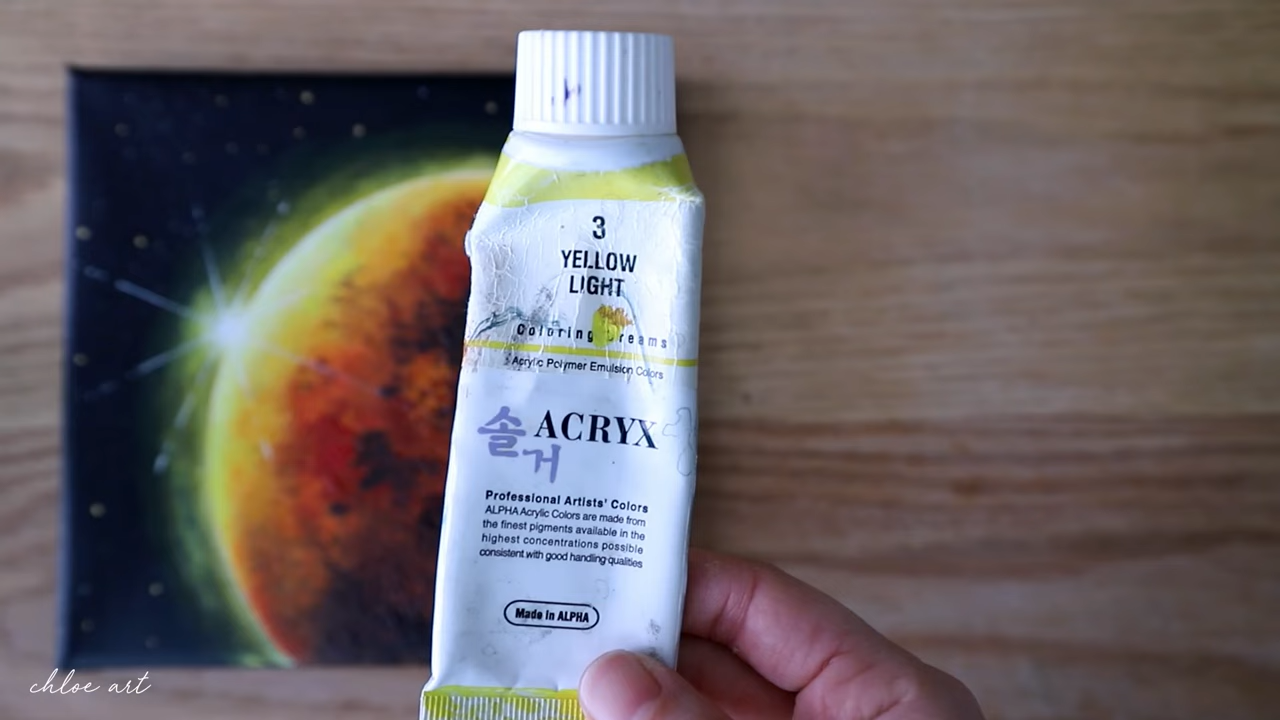 3
YELLOW
LIGHT
Coloring Dreams
Acrylic Polymer Emulsion Colors
솔거 ACRYX
Professional Artists' Colors
ALPHA Acrylic Colors are made from
the finest pigments available in the
highest concentrations possible
consistent with good handling qualities
Made in ALPHA
chloe art